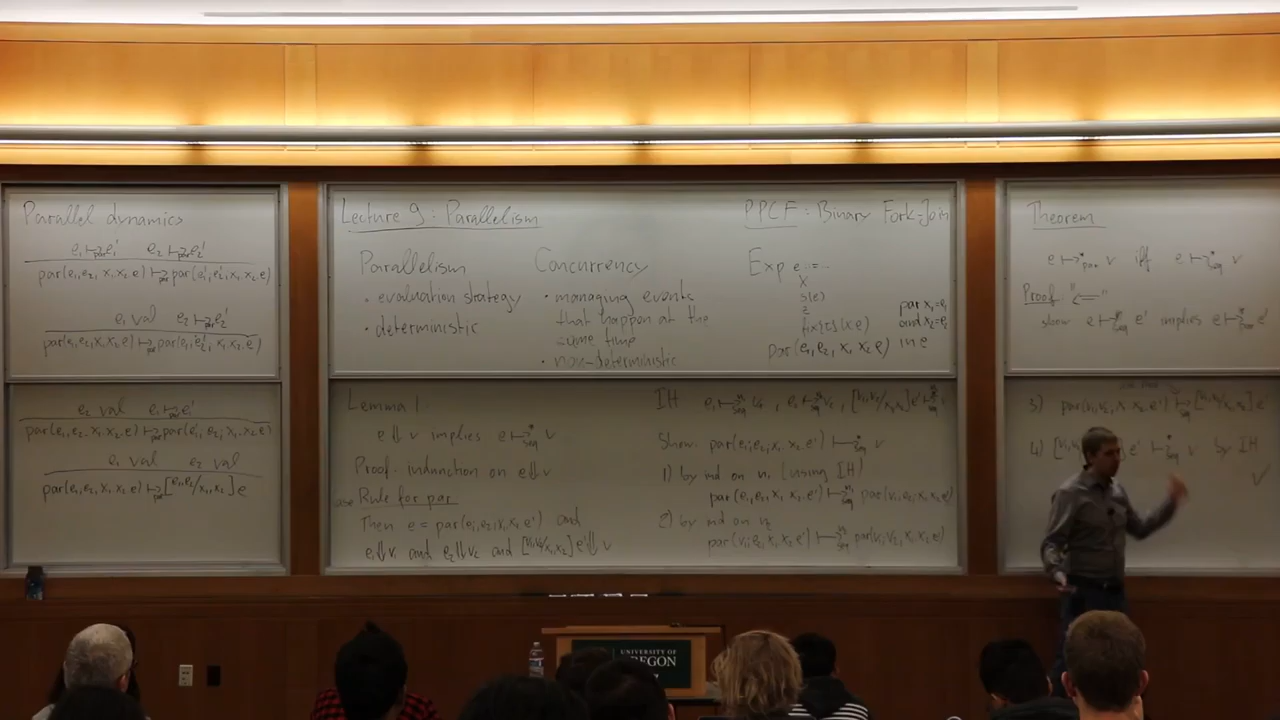 Parallel dynamics
e₁ ↦par e₁'   e₂ ↦par e₂'
par(e₁, e₂, x₁.x₂.e) ↦par par(e₁', e₂', x₁.x₂.e)
e₁ val   e₂ ↦par e₂'
par(e₁, e₂, x₁.x₂.e) ↦par par(e₁, e₂', x₁.x₂.e)
e₂ val   e₁ ↦par e₁'
par(e₁, e₂, x₁.x₂.e) ↦par par(e₁', e₂, x₁.x₂.e)
e₁ val   e₂ val
par(e₁, e₂, x₁.x₂.e) ↦par [e₁,e₂/x₁,x₂]e
Lecture 9: Parallelism
Parallelism
• evaluation strategy
• deterministic
Concurrency
• managing events
that happen at the
same time
• non-deterministic
PPCF: Binary Fork-Join
Exp e ::= ...
x
s(e)
z
par(e₁, e₂, x₁.x₂.e)
par x₁=e₁
and x₂=e₂
in e
Lemma 1:
e⇓v implies e ↦*seq v
Proof. induction on e⇓v
case Rule for par
Then e = par(e₁; e₂; x₁.x₂.e') and
e₁⇓v₁ and e₂⇓v₂ and [v₁,v₂/x₁,x₂]e'⇓v
IH
Show: par(e₁; e₂; x₁.x₂.e') ↦*seq v
1) by ind on n₁ (using IH)
par(e₁, e₂, x₁.x₂.e') ↦seq par(v₁, e₂, x₁.x₂.e')
2) by ind on
par(v₁; e₂, x₁.x₂.e') ↦seq par(v₁, v₂, x₁.x₂.e')
Theorem
e ↦*par v iff e ↦*seq v
Proof "⇐"
show e ↦seq e' implies e ↦par e'
3) par(v₁, v₂, x₁.x₂.e') ↦seq [v₁,v₂/x₁,x₂]e'
4) e' ↦*seq v by IH
✓
UNIVERSITY OF